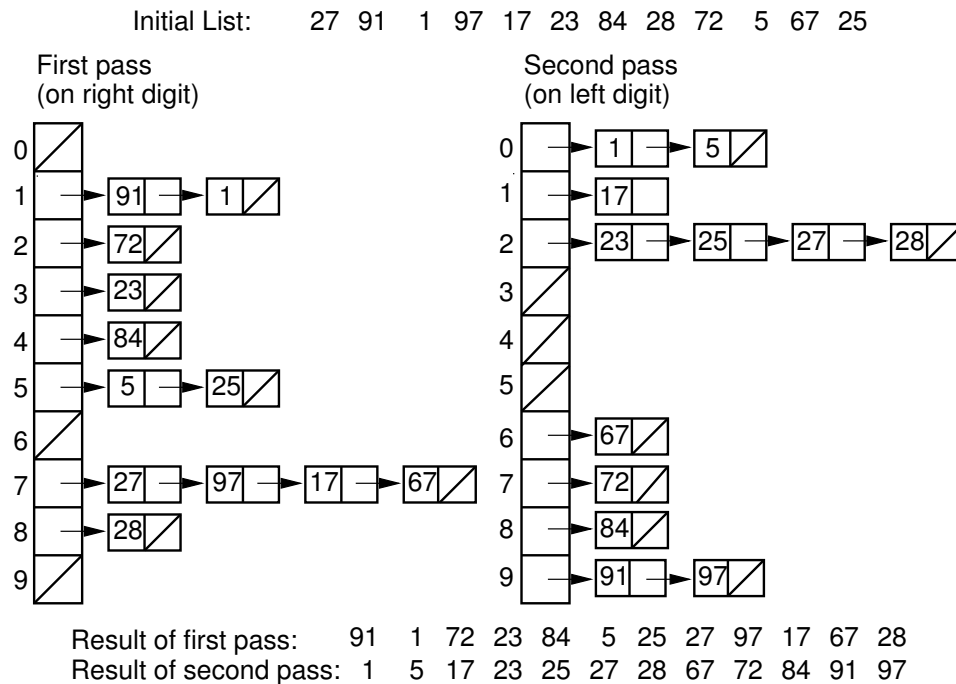 Initial List: 27 91 1 97 17 23 84 28 72 5 67 25
First pass
(on right digit)
0
1 91 1
2 72
3 23
4 84
5 5 25
6
7 27 97 17 67
8 28
9
Second pass
(on left digit)
0 1 5
1 17
2 23 25 27 28
3
4
5
6 67
7 72
8 84
9 91 97
Result of first pass: 91 1 72 23 84 5 25 27 97 17 67 28
Result of second pass: 1 5 17 23 25 27 28 67 72 84 91 97